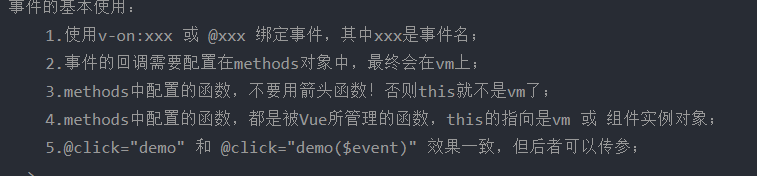 事件的基本使用：
1.使用v-on:xxx 或 @xxx 绑定事件，其中xxx是事件名；
2.事件的回调需要配置在methods对象中，最终会在vm上；
3.methods中配置的函数，不要用箭头函数！否则this就不是vm了；
4.methods中配置的函数，都是被Vue所管理的函数，this的指向是vm 或 组件实例对象；
5.@click="demo" 和 @click="demo($event)" 效果一致，但后者可以传参；